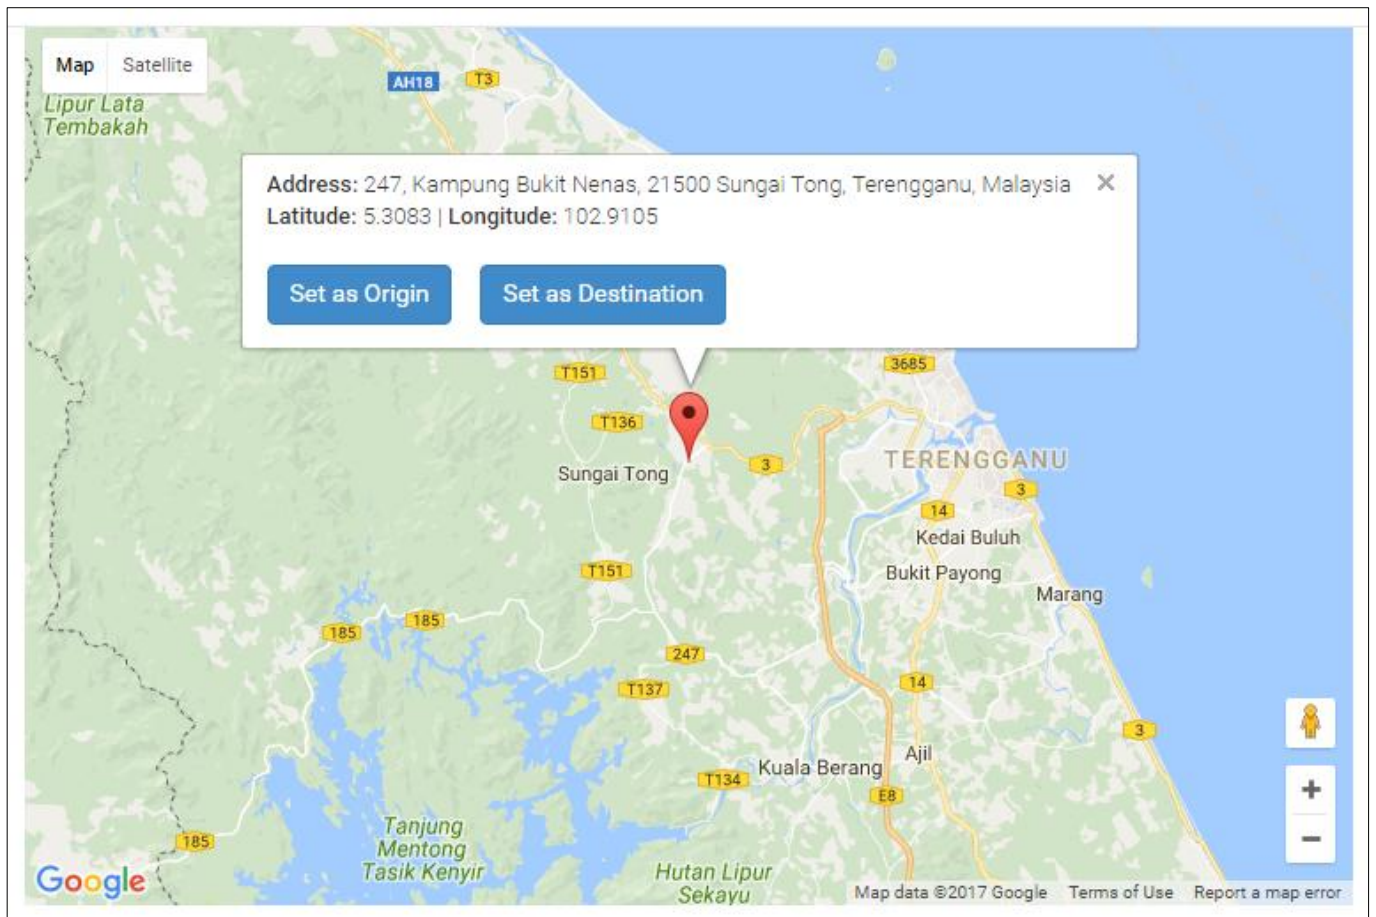 Map Satellite
AH18
T3
Lipur Lata
Tembakah
Address: 247, Kampung Bukit Nenas, 21500 Sungai Tong, Terengganu, Malaysia ×
Latitude: 5.3083 | Longitude: 102.9105
Set as Origin Set as Destination
T151
3685
T136
Sungai Tong
3
TERENGGANU
3
14
Kedai Buluh
T151
Bukit Payong
Marang
185
185
247
T137
14
3
T134
Kuala Berang
Ajil
E8
+
185
Tanjung
Mentong
Tasik Kenyir
−
Google
Hutan Lipur
Sekayu
Map data ©2017 Google Terms of Use Report a map error